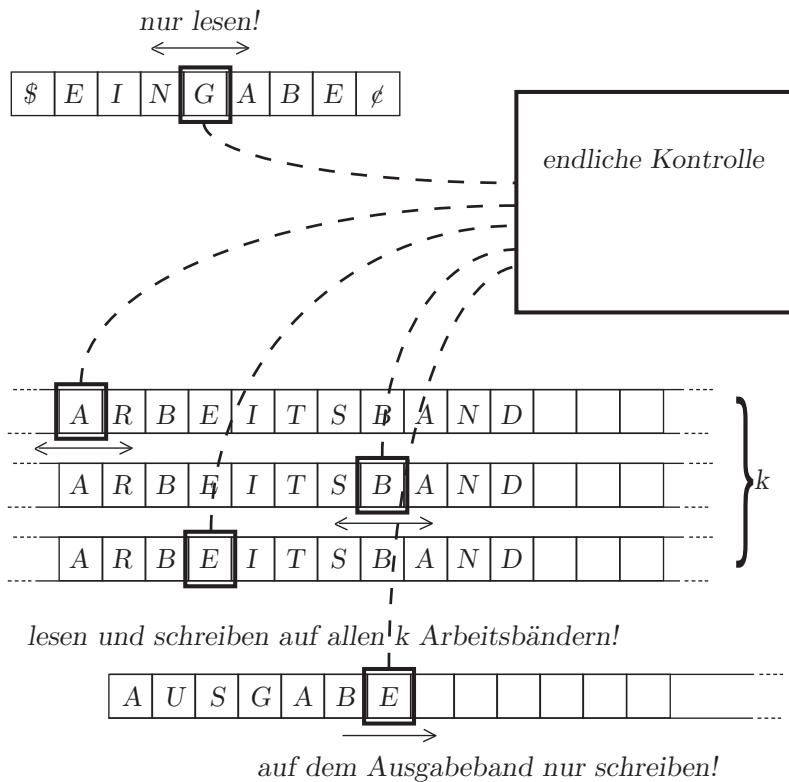 nur lesen!
$ E I N G A B E ¢
endliche Kontrolle
A R B E I T S B A N D
A R B E I T S B A N D
k
A R B E I T S B A N D
lesen und schreiben auf allen k Arbeitsbändern!
A U S G A B E
auf dem Ausgabeband nur schreiben!